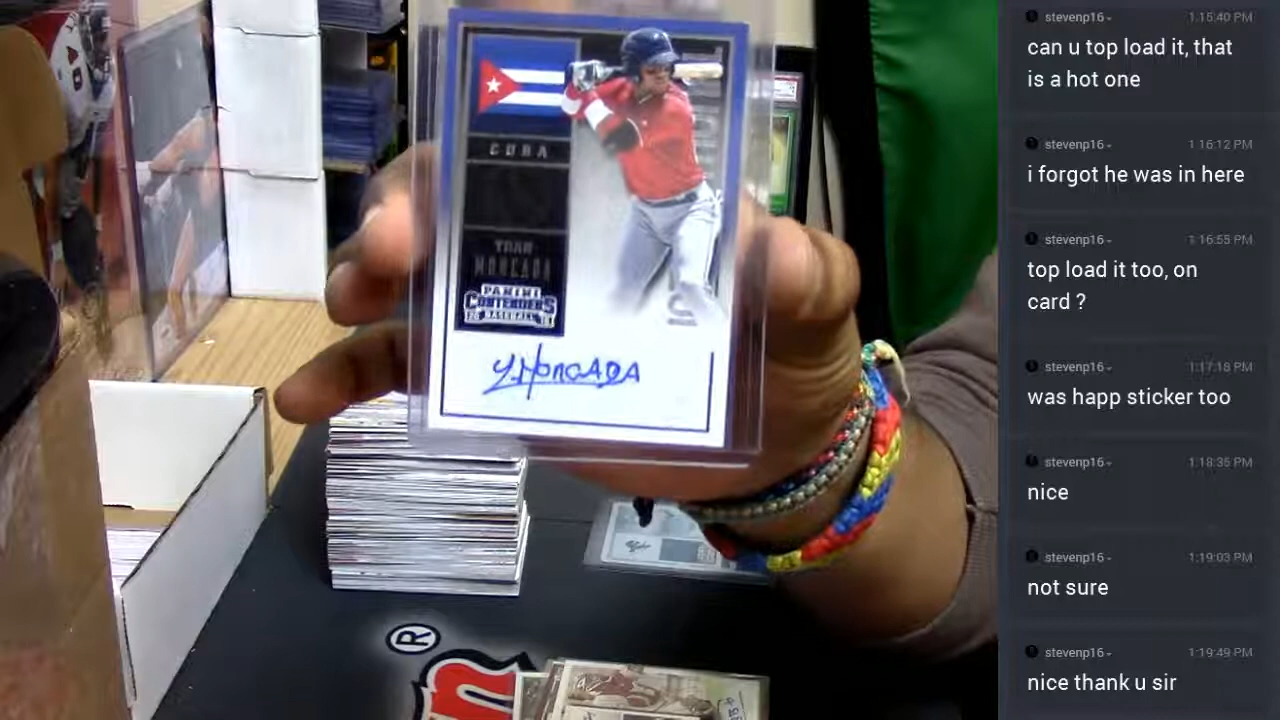 CUBA
YOAN
MONCADA
PANINI
CONTENDERS
20 BASEBALL 15
Y. MONCADA
®
stevenp16 1:15:40 PM
can u top load it, that
is a hot one
stevenp16 1:16:12 PM
i forgot he was in here
stevenp16 1:16:55 PM
top load it too, on
card ?
stevenp16 1:17:18 PM
was happ sticker too
stevenp16 1:18:35 PM
nice
stevenp16 1:19:03 PM
not sure
stevenp16 1:19:49 PM
nice thank u sir